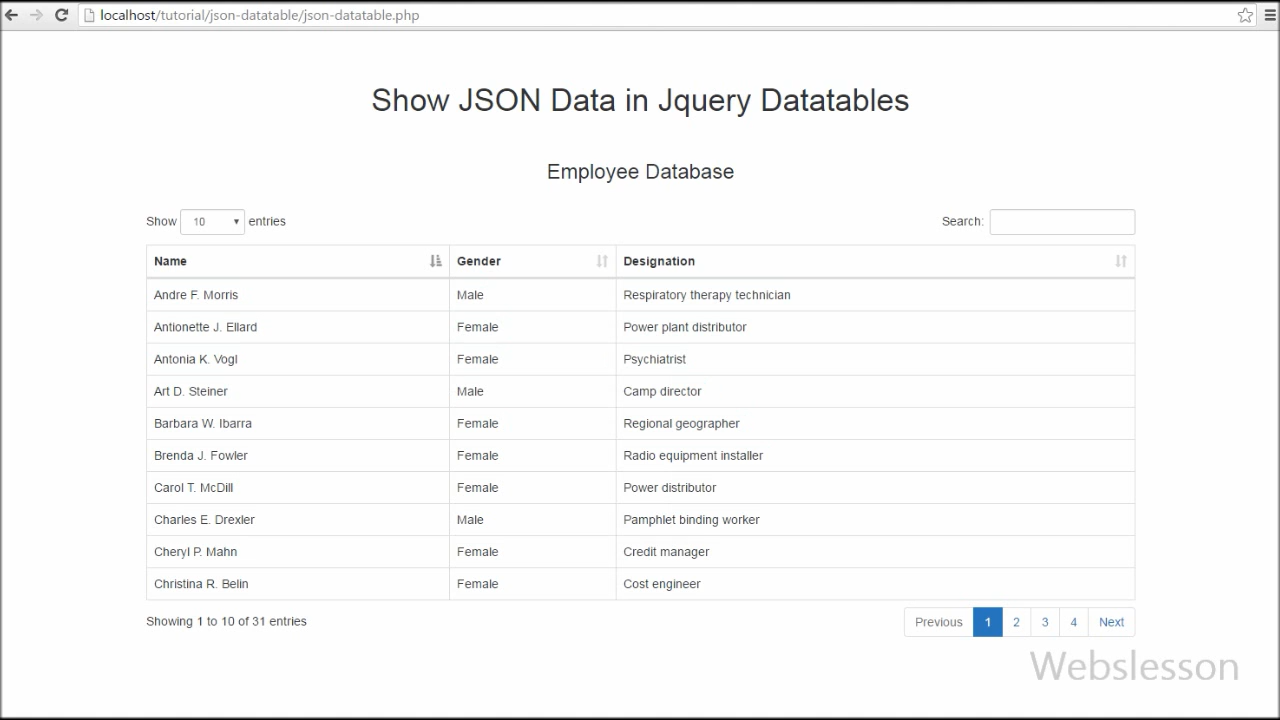 localhost/tutorial/json-datatable/json-datatable.php
Show JSON Data in Jquery Datatables
Employee Database
Show 10 entries Search:
Name Gender Designation
Andre F. Morris Male Respiratory therapy technician
Antionette J. Ellard Female Power plant distributor
Antonia K. Vogl Female Psychiatrist
Art D. Steiner Male Camp director
Barbara W. Ibarra Female Regional geographer
Brenda J. Fowler Female Radio equipment installer
Carol T. McDill Female Power distributor
Charles E. Drexler Male Pamphlet binding worker
Cheryl P. Mahn Female Credit manager
Christina R. Belin Female Cost engineer
Showing 1 to 10 of 31 entries Previous 1 2 3 4 Next
Webslesson